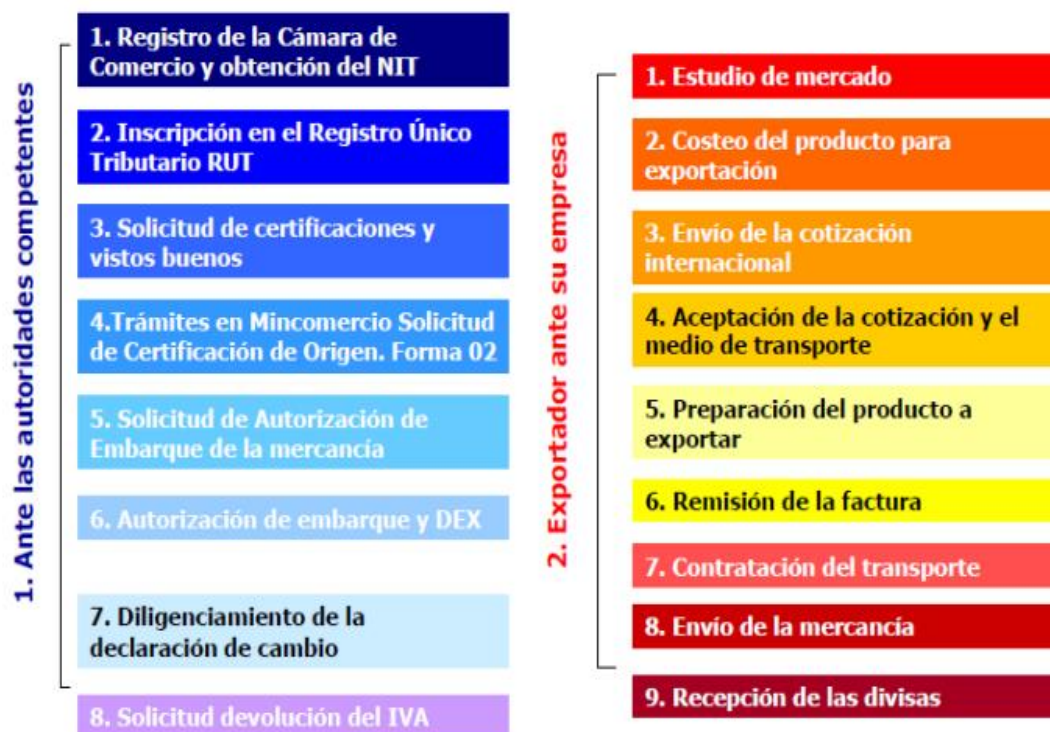 1. Ante las autoridades competentes
1. Registro de la Cámara de
Comercio y obtención del NIT
2. Inscripción en el Registro Único
Tributario RUT
3. Solicitud de certificaciones y
vistos buenos
4.Trámites en Mincomercio Solicitud
de Certificación de Origen. Forma 02
5. Solicitud de Autorización de
Embarque de la mercancía
6. Autorización de embarque y DEX
7. Diligenciamiento de la
declaración de cambio
8. Solicitud devolución del IVA
2. Exportador ante su empresa
1. Estudio de mercado
2. Costeo del producto para
exportación
3. Envío de la cotización
internacional
4. Aceptación de la cotización y el
medio de transporte
5. Preparación del producto a
exportar
6. Remisión de la factura
7. Contratación del transporte
8. Envío de la mercancía
9. Recepción de las divisas